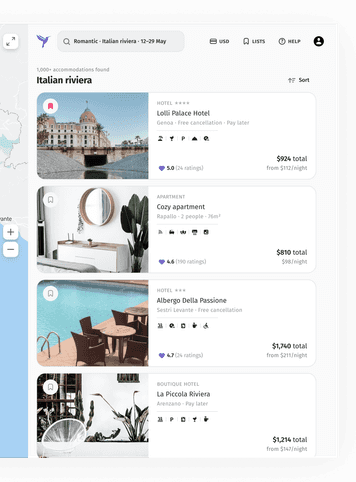 Romantic · Italian riviera · 12–29 May
USD
LISTS
HELP
1,000+ accommodations found
Italian riviera
Sort
HOTEL ★★★★
Lolli Palace Hotel
Genoa · Free cancellation · Pay later
5.0 (24 ratings)
$924 total
from $112/night
APARTMENT
Cozy apartment
Rapallo · 2 people · 76m²
4.6 (190 ratings)
$810 total
$98/night
vante
HOTEL ★★★
Albergo Della Passione
Sestri Levante · Free cancellation
4.7 (24 ratings)
$1,740 total
from $211/night
BOUTIQUE HOTEL
La Piccola Riviera
Arenzano · Pay later
$1,214 total
from $147/night